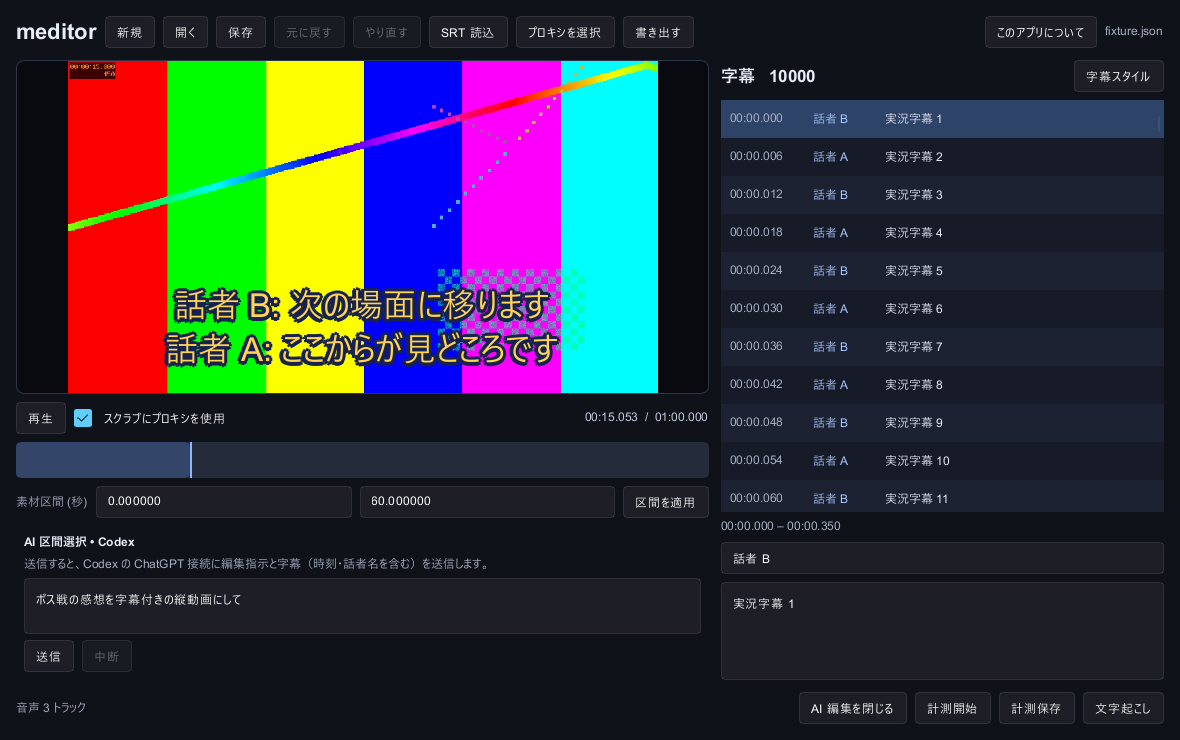 meditor 新規 開く 保存 元に戻す やり直す SRT 読込 プロキシを選択 書き出す このアプリについて fixture.json
00:00:15.000
450
話者 B: 次の場面に移ります
話者 A: ここからが見どころです
再生 スクラブにプロキシを使用 00:15.053 / 01:00.000
素材区間 (秒) 0.000000 60.000000 区間を適用
AI 区間選択 • Codex
送信すると、Codex の ChatGPT 接続に編集指示と字幕（時刻・話者名を含む）を送信します。
ボス戦の感想を字幕付きの縦動画にして
送信 中断
音声 3 トラック
字幕 10000 字幕スタイル
00:00.000 話者 B 実況字幕 1
00:00.006 話者 A 実況字幕 2
00:00.012 話者 B 実況字幕 3
00:00.018 話者 A 実況字幕 4
00:00.024 話者 B 実況字幕 5
00:00.030 話者 A 実況字幕 6
00:00.036 話者 B 実況字幕 7
00:00.042 話者 A 実況字幕 8
00:00.048 話者 B 実況字幕 9
00:00.054 話者 A 実況字幕 10
00:00.060 話者 B 実況字幕 11
00:00.000 – 00:00.350
話者 B
実況字幕 1
AI 編集を閉じる 計測開始 計測保存 文字起こし